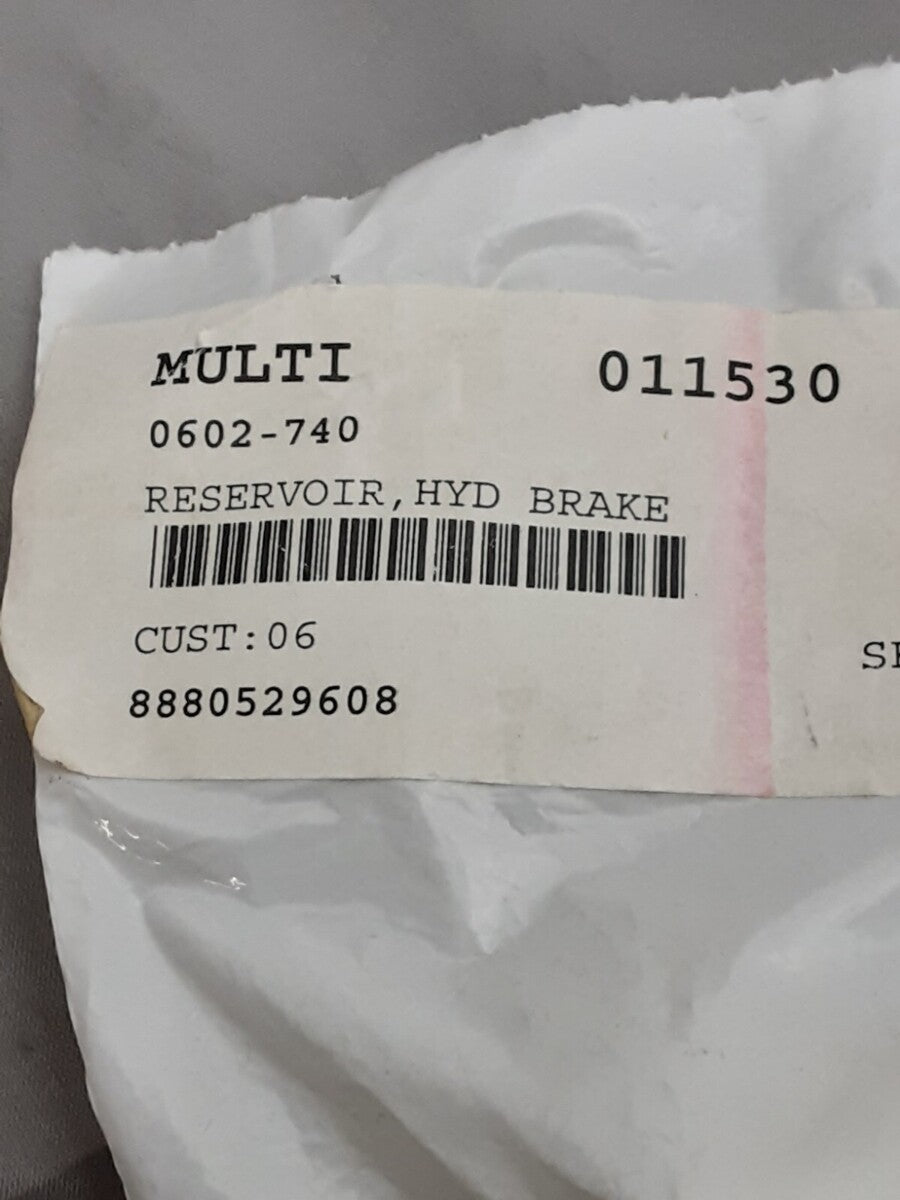 MULTI 011530
0602-740
RESERVOIR,HYD BRAKE
CUST:06
8880529608